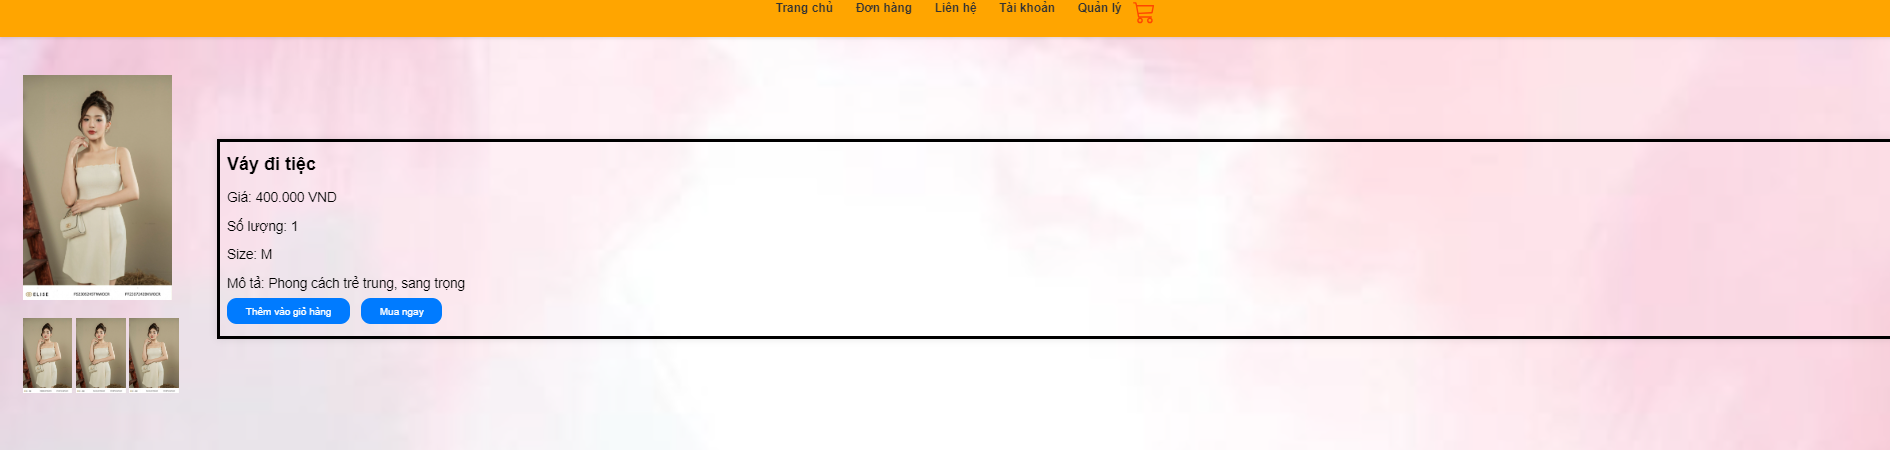 Trang chủ Đơn hàng Liên hệ Tài khoản Quản lý
ELISE
Váy đi tiệc
Giá: 400.000 VND
Số lượng: 1
Size: M
Mô tả: Phong cách trẻ trung, sang trọng
Thêm vào giỏ hàng Mua ngay